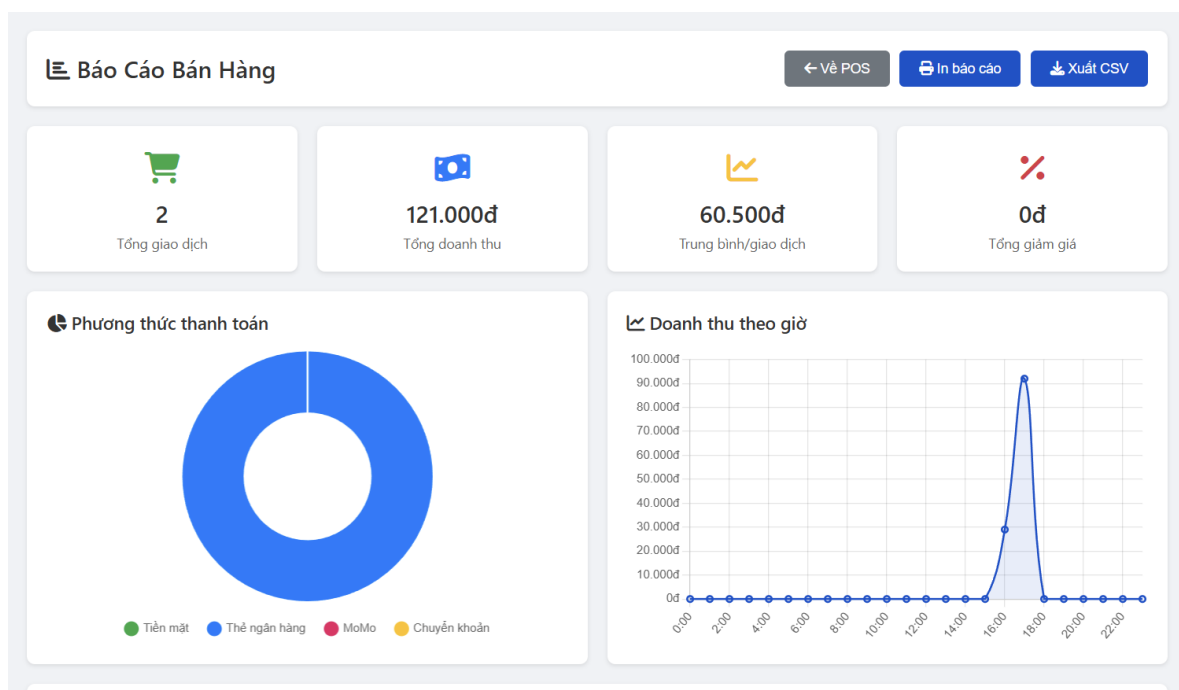 Báo Cáo Bán Hàng
Về POS
In báo cáo
Xuất CSV
2
Tổng giao dịch
121.000đ
Tổng doanh thu
60.500đ
Trung bình/giao dịch
0đ
Tổng giảm giá
Phương thức thanh toán
Tiền mặt
Thẻ ngân hàng
MoMo
Chuyển khoản
Doanh thu theo giờ
100.000đ
90.000đ
80.000đ
70.000đ
60.000đ
50.000đ
40.000đ
30.000đ
20.000đ
10.000đ
0đ
0:00
2:00
4:00
6:00
8:00
10:00
12:00
14:00
16:00
18:00
20:00
22:00